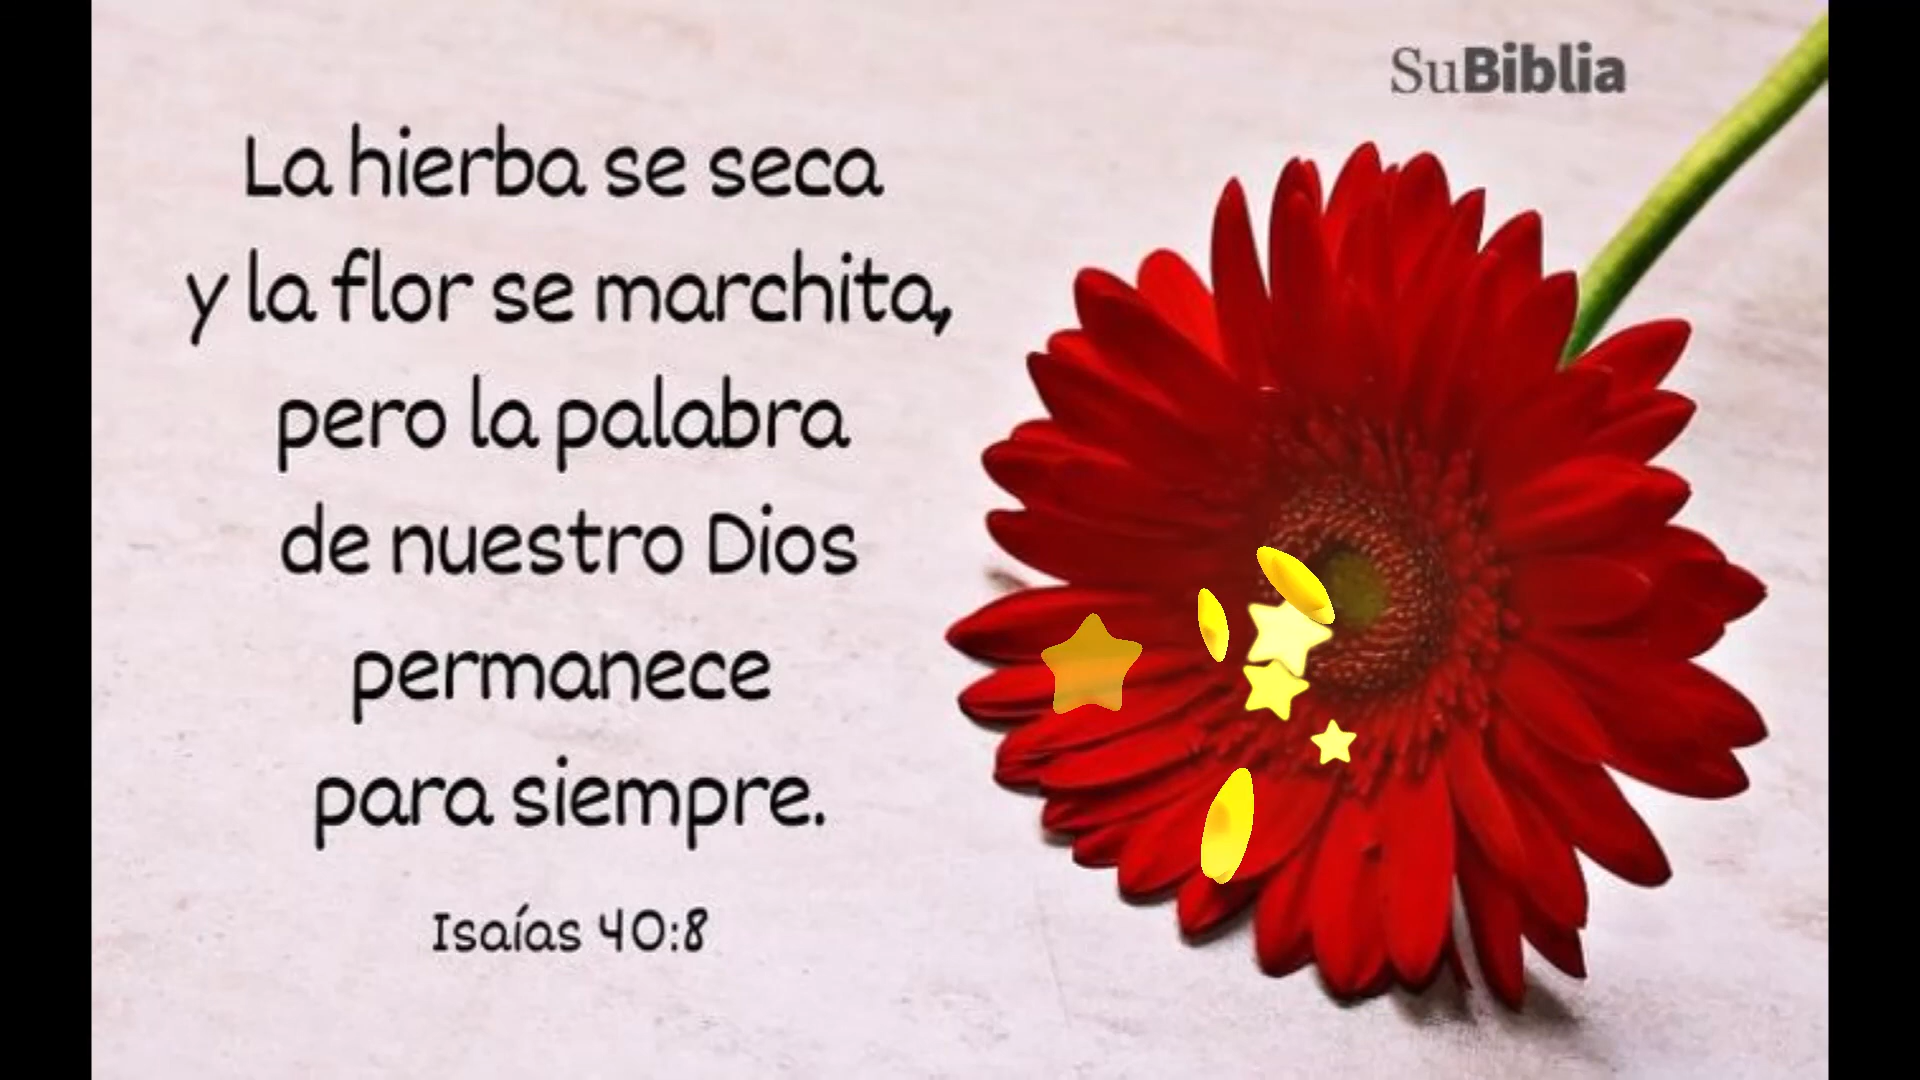 SuBiblia
La hierba se seca
y la flor se marchita,
pero la palabra
de nuestro Dios
permanece
para siempre.
Isaías 40:8